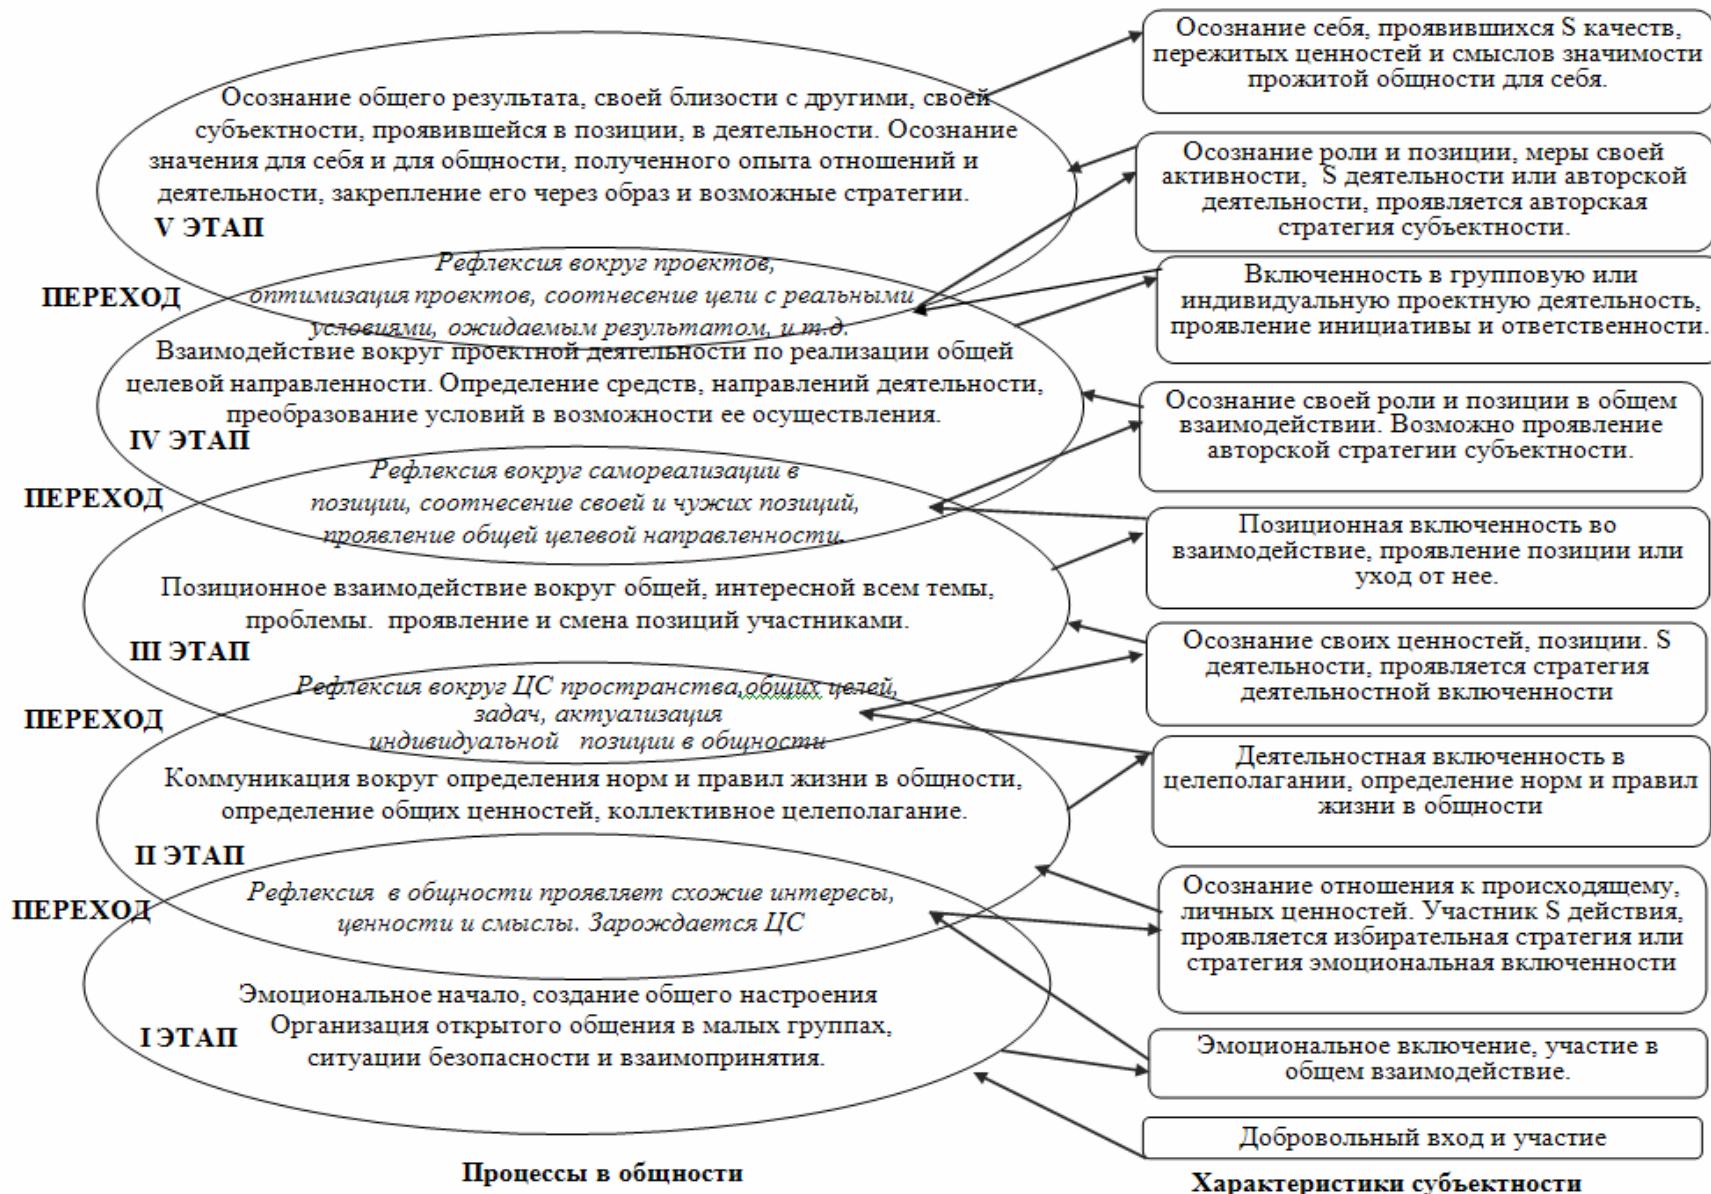 Осознание общего результата, своей близости с другими, своей
субъектности, проявившейся в позиции, в деятельности. Осознание
значения для себя и для общности, полученного опыта отношений и
деятельности, закрепление его через образ и возможные стратегии.
V ЭТАП
Рефлексия вокруг проектов,
ПЕРЕХОД
оптимизация проектов, соотнесение цели с реальными
условиями, ожидаемым результатом, и т.д.
Взаимодействие вокруг проектной деятельности по реализации общей
целевой направленности. Определение средств, направлений деятельности,
преобразование условий в возможности ее осуществления.
IV ЭТАП
Рефлексия вокруг самореализации в
ПЕРЕХОД
позиции, соотнесение своей и чужих позиций,
проявление общей целевой направленности.
Позиционное взаимодействие вокруг общей, интересной всем темы,
проблемы. проявление и смена позиций участниками.
III ЭТАП
Рефлексия вокруг ЦС пространства,общих целей,
ПЕРЕХОД
задач, актуализация
индивидуальной позиции в общности
Коммуникация вокруг определения норм и правил жизни в общности,
определение общих ценностей, коллективное целеполагание.
II ЭТАП
Рефлексия в общности проявляет схожие интересы,
ПЕРЕХОД
ценности и смыслы. Зарождается ЦС
Эмоциональное начало, создание общего настроения
Организация открытого общения в малых группах,
I ЭТАП
ситуации безопасности и взаимопринятия.
Процессы в общности
Осознание себя, проявившихся S качеств,
пережитых ценностей и смыслов значимости
прожитой общности для себя.
Осознание роли и позиции, меры своей
активности, S деятельности или авторской
деятельности, проявляется авторская
стратегия субъектности.
Включенность в групповую или
индивидуальную проектную деятельность,
проявление инициативы и ответственности.
Осознание своей роли и позиции в общем
взаимодействии. Возможно проявление
авторской стратегии субъектности.
Позиционная включенность во
взаимодействие, проявление позиции или
уход от нее.
Осознание своих ценностей, позиции. S
деятельности, проявляется стратегия
деятельностной включенности
Деятельностная включенность в
целеполагании, определение норм и правил
жизни в общности
Осознание отношения к происходящему,
личных ценностей. Участник S действия,
проявляется избирательная стратегия или
стратегия эмоциональная включенности
Эмоциональное включение, участие в
общем взаимодействие.
Добровольный вход и участие
Характеристики субъектности